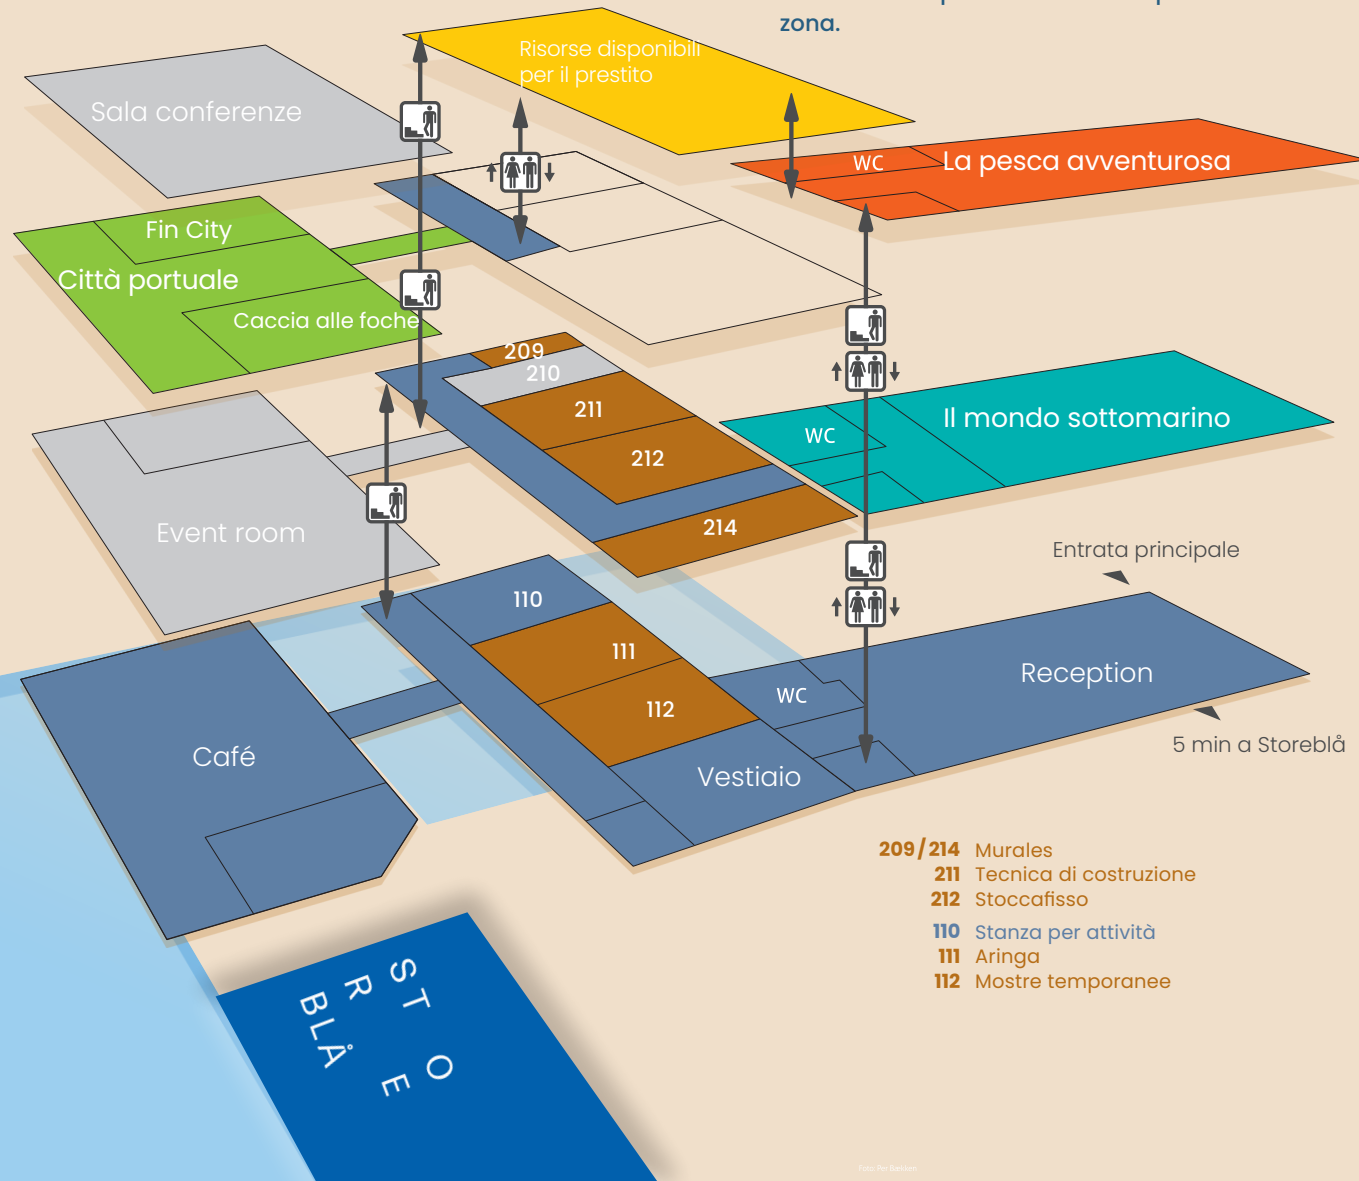 zona.
Risorse disponibili
per il prestito
Sala conferenze
WC
La pesca avventurosa
Fin City
Città portuale
Caccia alle foche
209
210
211
212
214
WC
Il mondo sottomarino
Event room
Entrata principale
110
111
112
WC
Reception
Café
Vestiaio
5 min a Storeblå
209/214 Murales
211 Tecnica di costruzione
212 Stoccafisso
110 Stanza per attività
111 Aringa
112 Mostre temporanee
ST O
R E
BLÅ